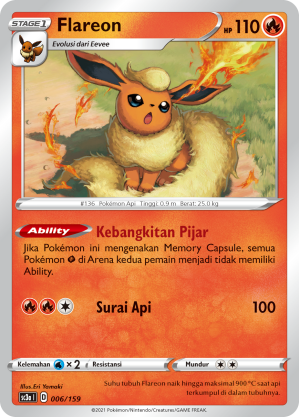 STAGE 1 Flareon HP 110
Evolusi dari Eevee
#136 Pokémon Api Tinggi: 0.9 m Berat: 25.0 kg
Ability Kebangkitan Pijar
Jika Pokémon ini mengenakan Memory Capsule, semua
Pokémon di Arena kedua pemain menjadi tidak memiliki
Ability.
Surai Api 100
Kelemahan × 2 Resistansi Mundur
Illus. Eri Yamaki
sc3a I D 006/159
Suhu tubuh Flareon naik hingga maksimal 900 °C saat api
terkumpul di dalam tubuhnya.
©2021 Pokémon/Nintendo/Creatures/GAME FREAK.